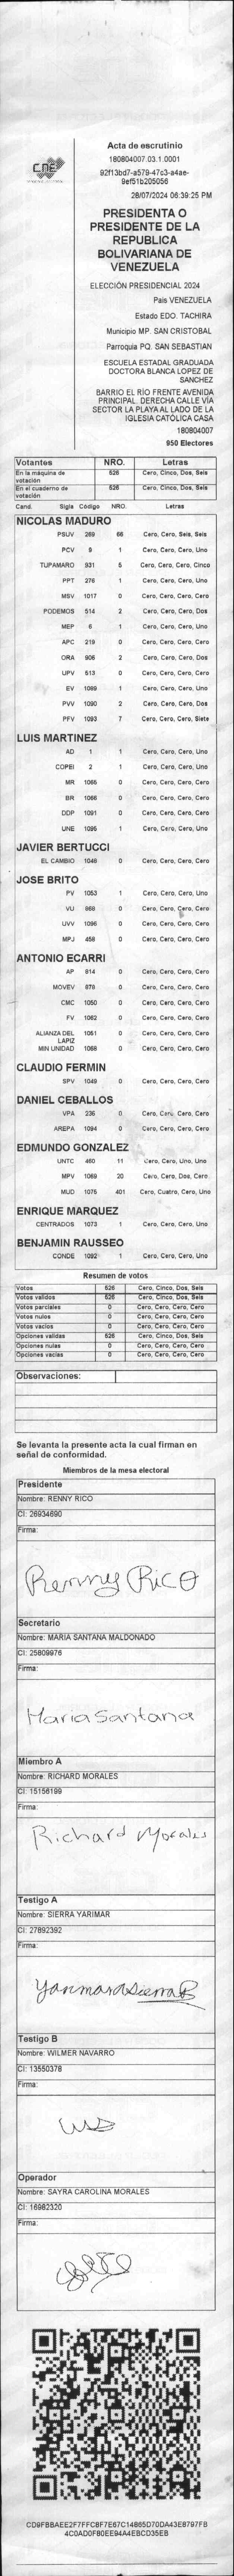 Acta de escrutinio
CNE
180804007.03.1.0001
92f13bd7-a579-47c3-a4ae-
9ef51b205056
28/07/2024 06:39:25 PM
PRESIDENTA O
PRESIDENTE DE LA
REPUBLICA
BOLIVARIANA DE
VENEZUELA
ELECCIÓN PRESIDENCIAL 2024
País VENEZUELA
Estado EDO. TACHIRA
Municipio MP. SAN CRISTOBAL
Parroquia PQ. SAN SEBASTIAN
ESCUELA ESTADAL GRADUADA
DOCTORA BLANCA LOPEZ DE
SANCHEZ
BARRIO EL RÍO FRENTE AVENIDA
PRINCIPAL. DERECHA CALLE VÍA
SECTOR LA PLAYA AL LADO DE LA
IGLESIA CATÓLICA CASA
180804007
950 Electores
Votantes NRO. Letras
En la máquina de votación 526 Cero, Cinco, Dos, Seis
En el cuaderno de votación 526 Cero, Cinco, Dos, Seis
Cand. Sigla Código NRO. Letras
NICOLAS MADURO
PSUV 269 66 Cero, Cero, Seis, Seis
PCV 9 1 Cero, Cero, Cero, Uno
TUPAMARO 931 5 Cero, Cero, Cero, Cinco
PPT 276 1 Cero, Cero, Cero, Uno
MSV 1017 0 Cero, Cero, Cero, Cero
PODEMOS 514 2 Cero, Cero, Cero, Dos
MEP 6 1 Cero, Cero, Cero, Uno
APC 219 0 Cero, Cero, Cero, Cero
ORA 906 2 Cero, Cero, Cero, Dos
UPV 513 0 Cero, Cero, Cero, Cero
EV 1089 1 Cero, Cero, Cero, Uno
PVV 1090 2 Cero, Cero, Cero, Dos
PFV 1093 7 Cero, Cero, Cero, Siete
LUIS MARTINEZ
AD 1 1 Cero, Cero, Cero, Uno
COPEI 2 1 Cero, Cero, Cero, Uno
MR 1065 0 Cero, Cero, Cero, Cero
BR 1066 0 Cero, Cero, Cero, Cero
DDP 1091 0 Cero, Cero, Cero, Cero
UNE 1095 1 Cero, Cero, Cero, Uno
JAVIER BERTUCCI
EL CAMBIO 1048 0 Cero, Cero, Cero, Cero
JOSE BRITO
PV 1053 1 Cero, Cero, Cero, Uno
VU 868 0 Cero, Cero, Cero, Cero
UVV 1096 0 Cero, Cero, Cero, Cero
MPJ 458 0 Cero, Cero, Cero, Cero
ANTONIO ECARRI
AP 814 0 Cero, Cero, Cero, Cero
MOVEV 878 0 Cero, Cero, Cero, Cero
CMC 1050 0 Cero, Cero, Cero, Cero
FV 1062 0 Cero, Cero, Cero, Cero
ALIANZA DEL LAPIZ 1051 0 Cero, Cero, Cero, Cero
MIN UNIDAD 1068 0 Cero, Cero, Cero, Cero
CLAUDIO FERMIN
SPV 1049 0 Cero, Cero, Cero, Cero
DANIEL CEBALLOS
VPA 236 0 Cero, Cero, Cero, Cero
AREPA 1094 0 Cero, Cero, Cero, Cero
EDMUNDO GONZALEZ
UNTC 460 11 Cero, Cero, Uno, Uno
MPV 1069 20 Cero, Cero, Dos, Cero
MUD 1075 401 Cero, Cuatro, Cero, Uno
ENRIQUE MARQUEZ
CENTRADOS 1073 1 Cero, Cero, Cero, Uno
BENJAMIN RAUSSEO
CONDE 1092 1 Cero, Cero, Cero, Uno
Resumen de votos
Votos 526 Cero, Cinco, Dos, Seis
Votos validos 526 Cero, Cinco, Dos, Seis
Votos parciales 0 Cero, Cero, Cero, Cero
Votos nulos 0 Cero, Cero, Cero, Cero
Votos vacíos 0 Cero, Cero, Cero, Cero
Opciones validas 526 Cero, Cinco, Dos, Seis
Opciones nulas 0 Cero, Cero, Cero, Cero
Opciones vacías 0 Cero, Cero, Cero, Cero
Observaciones:
Se levanta la presente acta la cual firman en
señal de conformidad.
Miembros de la mesa electoral
Presidente
Nombre: RENNY RICO
CI: 26934690
Firma:
Renny Rico
Secretario
Nombre: MARIA SANTANA MALDONADO
CI: 25809976
Firma:
Maria Santana
Miembro A
Nombre: RICHARD MORALES
CI: 15156199
Firma:
Richard Morales
Testigo A
Nombre: SIERRA YARIMAR
CI: 27892392
Firma:
Testigo B
Nombre: WILMER NAVARRO
CI: 13550378
Firma:
Operador
Nombre: SAYRA CAROLINA MORALES
CI: 16982320
Firma:
CD9FBBAEE2F7FFC8F7E67C14865D70DA43E8797FB
4C0AD0F80EE94A4EBCD35EB